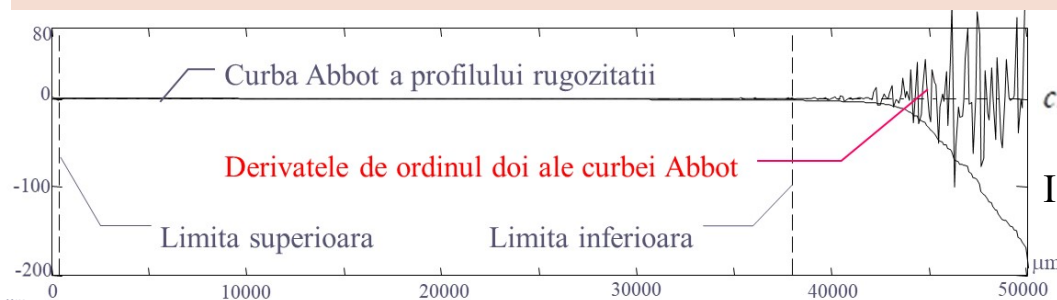 80
Curba Abbot a profilului rugozitatii
0
c
Derivatele de ordinul doi ale curbei Abbot
-100
I
Limita superioara
Limita inferioara
-200
μm
0
10000
20000
30000
40000
50000